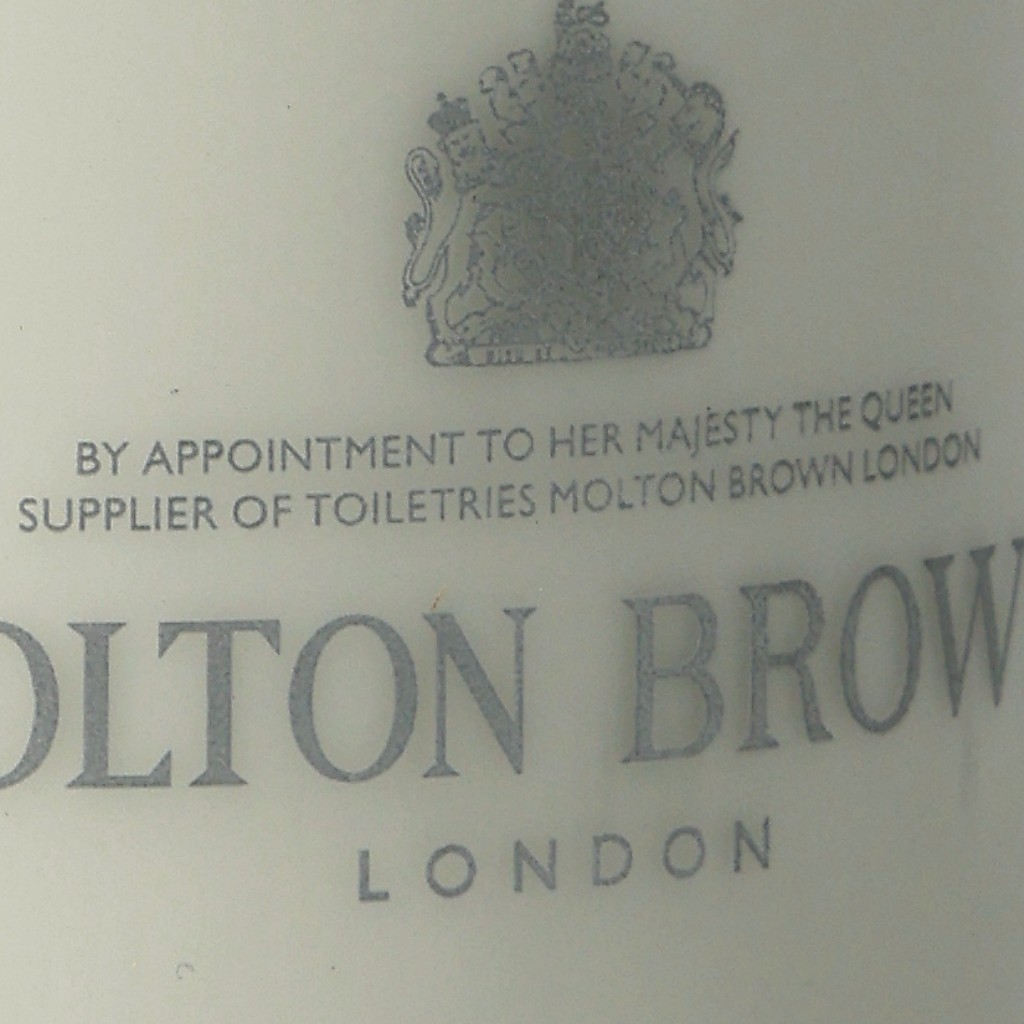 BY APPOINTMENT TO HER MAJESTY THE QUEEN
SUPPLIER OF TOILETRIES MOLTON BROWN LONDON
OLTON BROW
LONDON